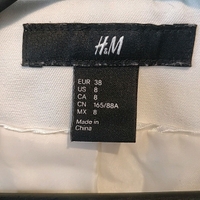 H&M
EUR 38
US 8
CA 8
CN 165/88A
MX 8
Made in
China